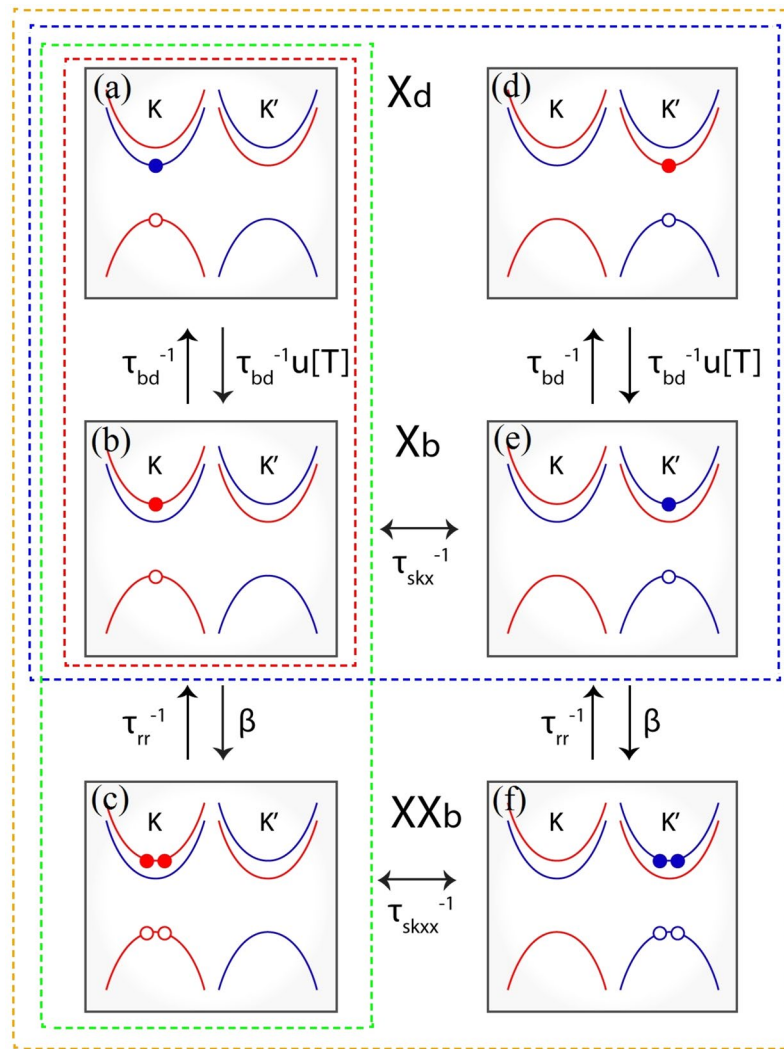 (a) K K′ Xd (d) K K′
τbd⁻¹ τbd⁻¹u[T] τbd⁻¹ τbd⁻¹u[T]
(b) K K′ Xb (e) K K′
τskx⁻¹
τrr⁻¹ β τrr⁻¹ β
(c) K K′ XXb (f) K K′
τskxx⁻¹